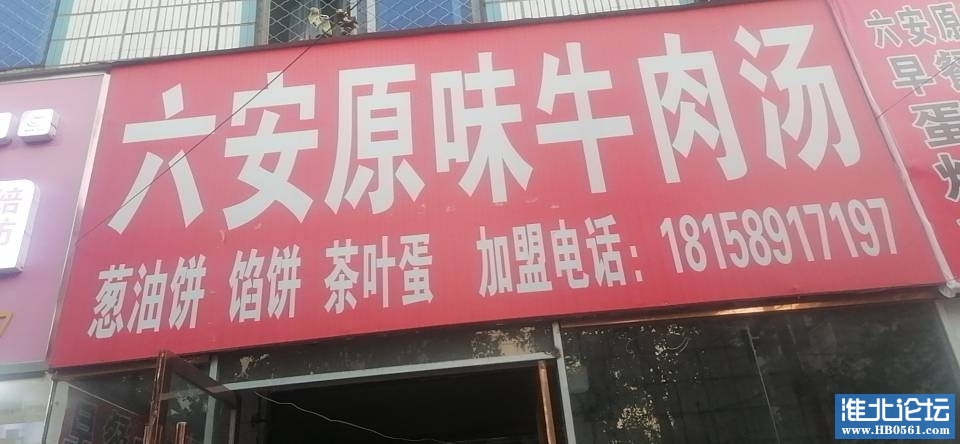 六安原味牛肉汤
葱油饼 馅饼 茶叶蛋 加盟电话：18158917197
六安原
早餐
蛋
淮北论坛
www.HB0561.com